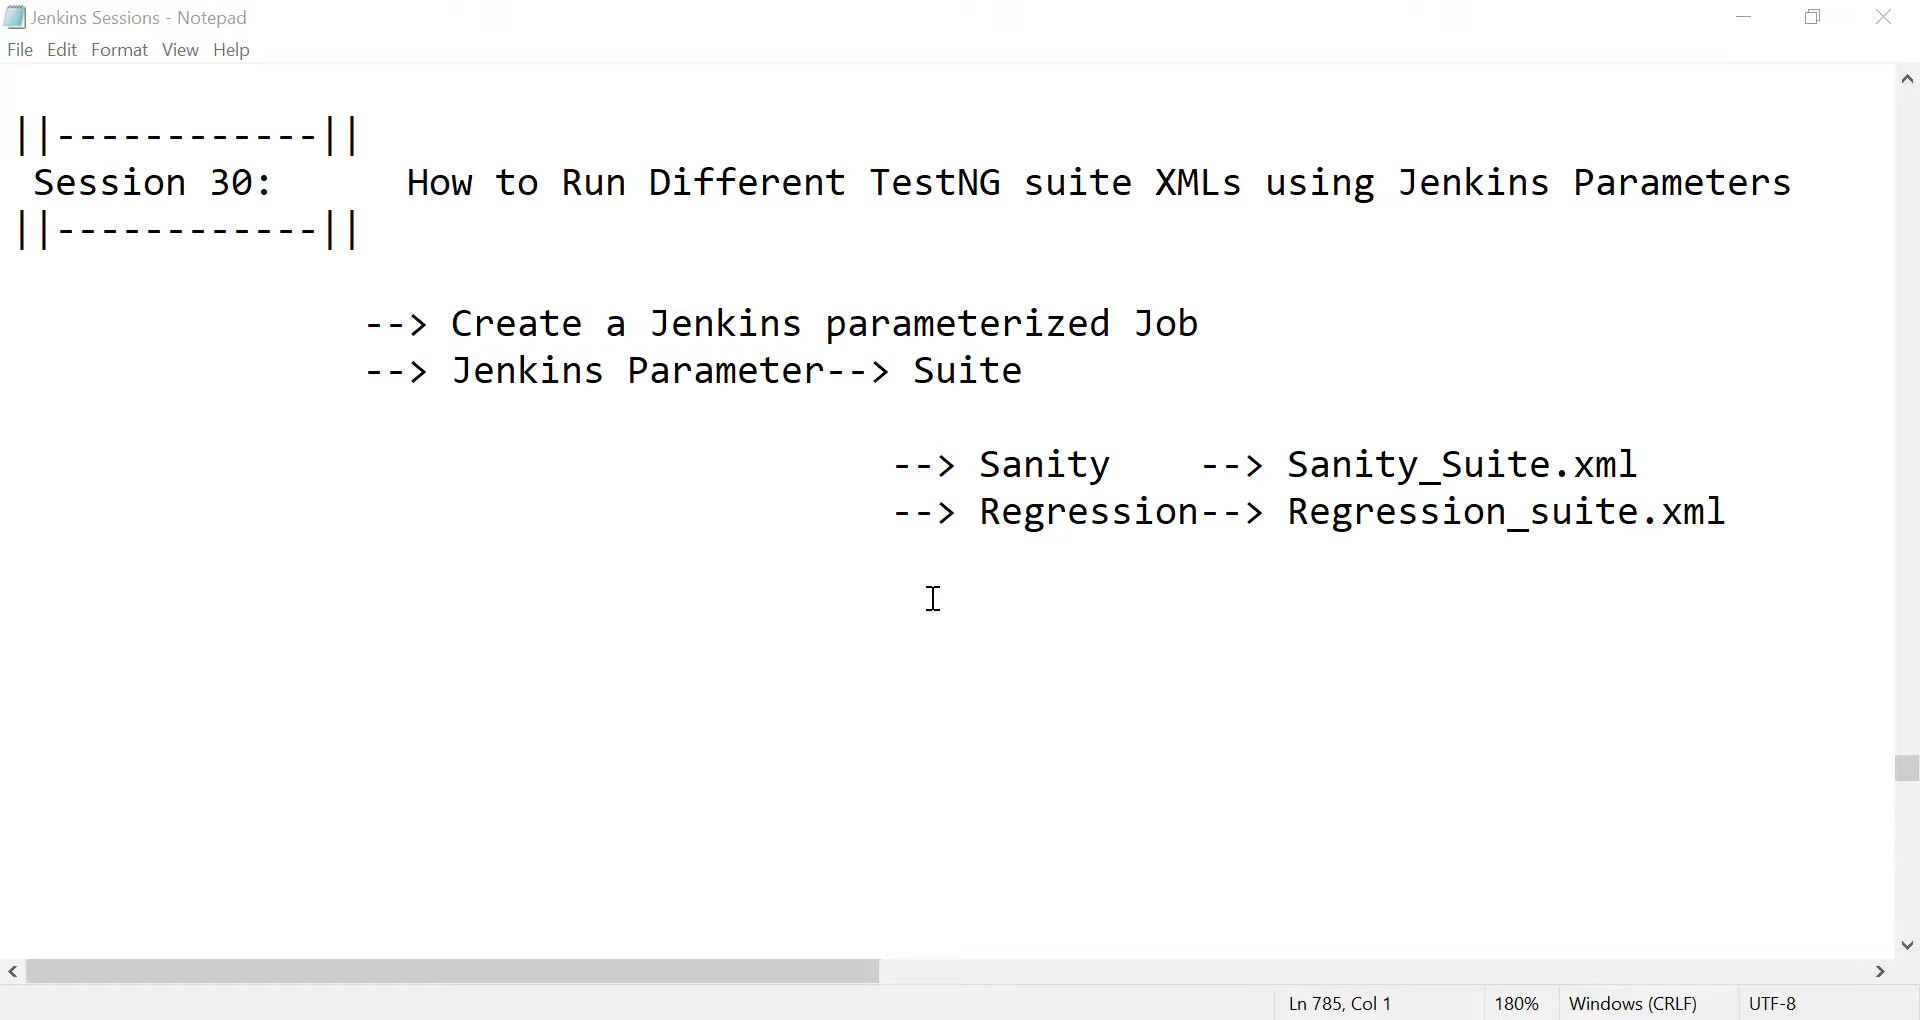 Jenkins Sessions - Notepad
File Edit Format View Help
||------------||
Session 30: How to Run Different TestNG suite XMLs using Jenkins Parameters
||------------||
--> Create a Jenkins parameterized Job
--> Jenkins Parameter--> Suite
--> Sanity --> Sanity_Suite.xml
--> Regression--> Regression_suite.xml
Ln 785, Col 1 180% Windows (CRLF) UTF-8